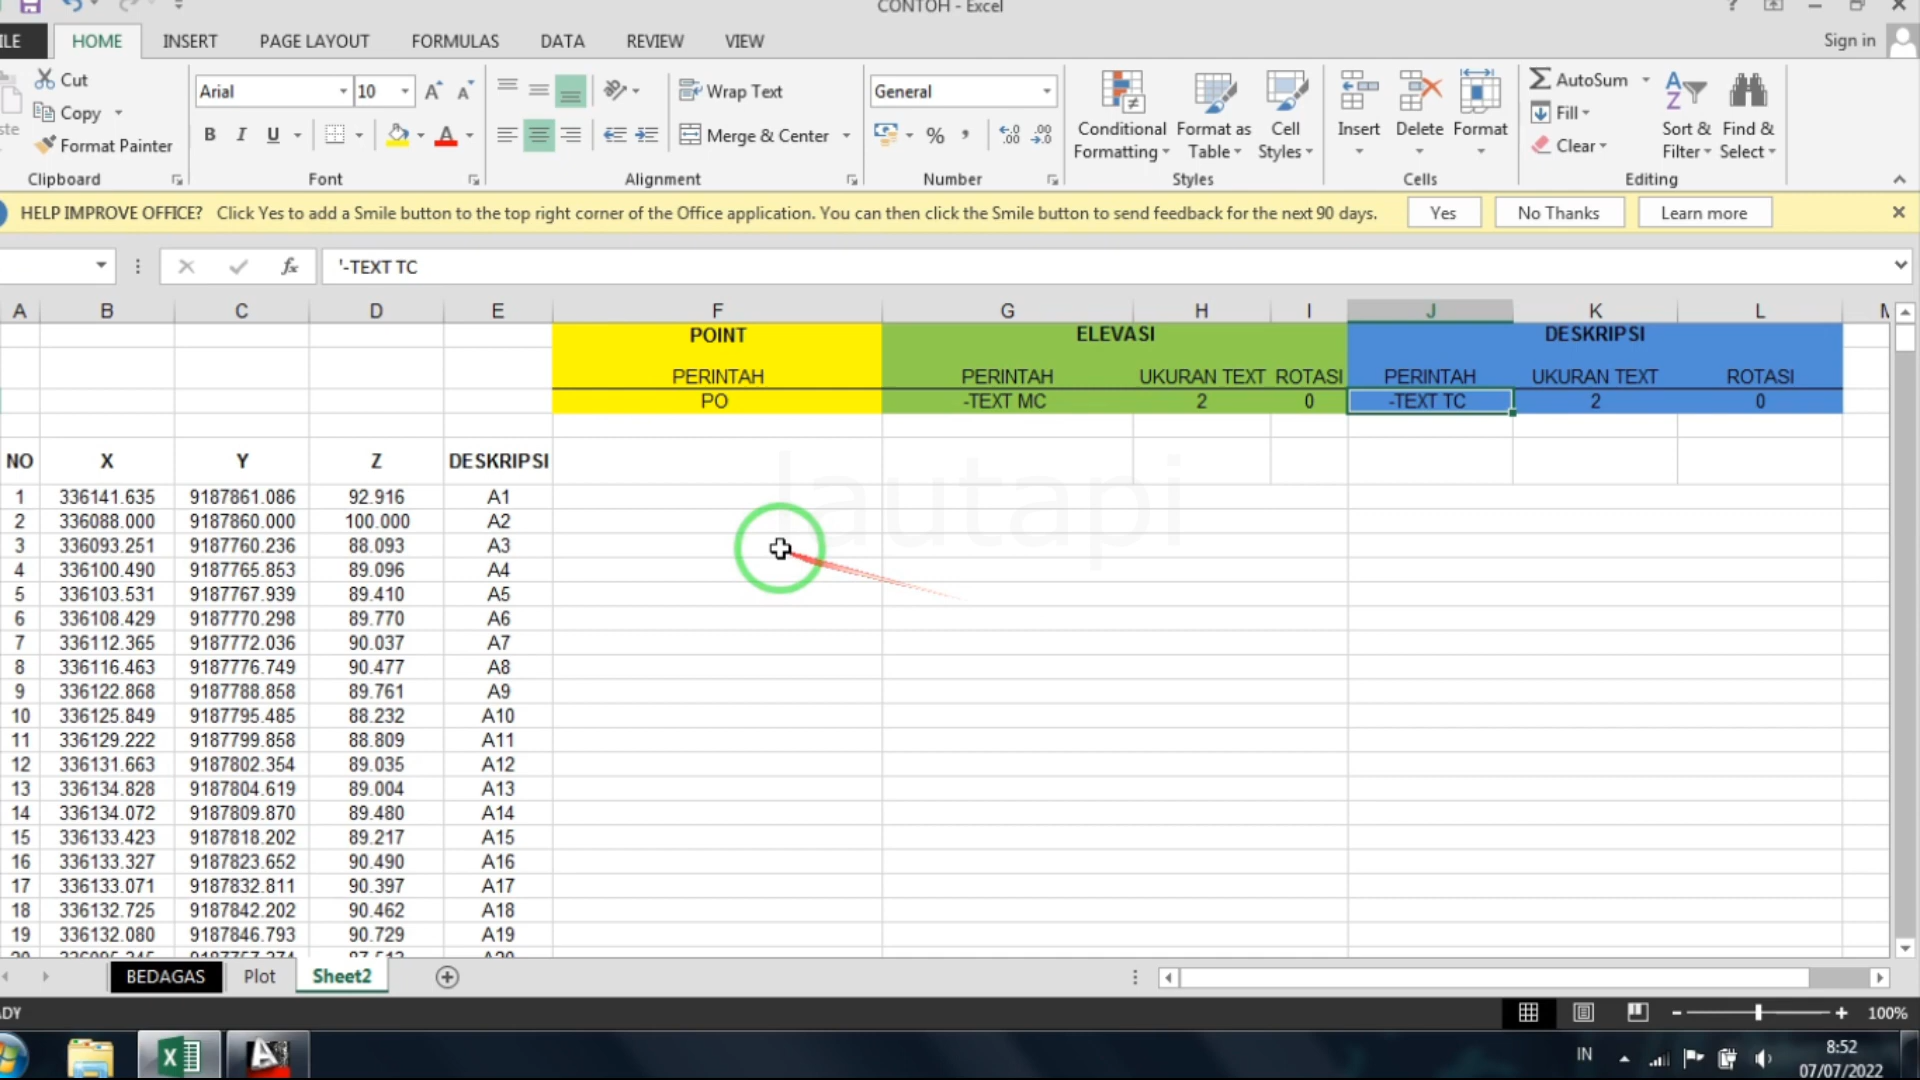 CONTOH - Excel
HOME INSERT PAGE LAYOUT FORMULAS DATA REVIEW VIEW
Sign in
Cut
Copy
Format Painter
Clipboard
Arial 10
B I U
A
Font
Wrap Text
Merge & Center
Alignment
General
%
Number
Conditional Formatting
Format as Table
Cell Styles
Styles
Insert Delete Format
Cells
AutoSum
Fill
Clear
Sort & Filter
Find & Select
Editing
HELP IMPROVE OFFICE? Click Yes to add a Smile button to the top right corner of the Office application. You can then click the Smile button to send feedback for the next 90 days. Yes No Thanks Learn more
fx '-TEXT TC
A B C D E F G H I J K L
POINT ELEVASI DESKRIPSI
PERINTAH PERINTAH UKURAN TEXT ROTASI PERINTAH UKURAN TEXT ROTASI
PO -TEXT MC 2 0 -TEXT TC 2 0
NO X Y Z DESKRIPSI
lautapi
1 336141.635 9187861.086 92.916 A1
2 336088.000 9187860.000 100.000 A2
3 336093.251 9187760.236 88.093 A3
4 336100.490 9187765.853 89.096 A4
5 336103.531 9187767.939 89.410 A5
6 336108.429 9187770.298 89.770 A6
7 336112.365 9187772.036 90.037 A7
8 336116.463 9187776.749 90.477 A8
9 336122.868 9187788.858 89.761 A9
10 336125.849 9187795.485 88.232 A10
11 336129.222 9187799.858 88.809 A11
12 336131.663 9187802.354 89.035 A12
13 336134.828 9187804.619 89.004 A13
14 336134.072 9187809.870 89.480 A14
15 336133.423 9187818.202 89.217 A15
16 336133.327 9187823.652 90.490 A16
17 336133.071 9187832.811 90.397 A17
18 336132.725 9187842.202 90.462 A18
19 336132.080 9187846.793 90.729 A19
BEDAGAS Plot Sheet2
100%
IN
8:52
07/07/2022